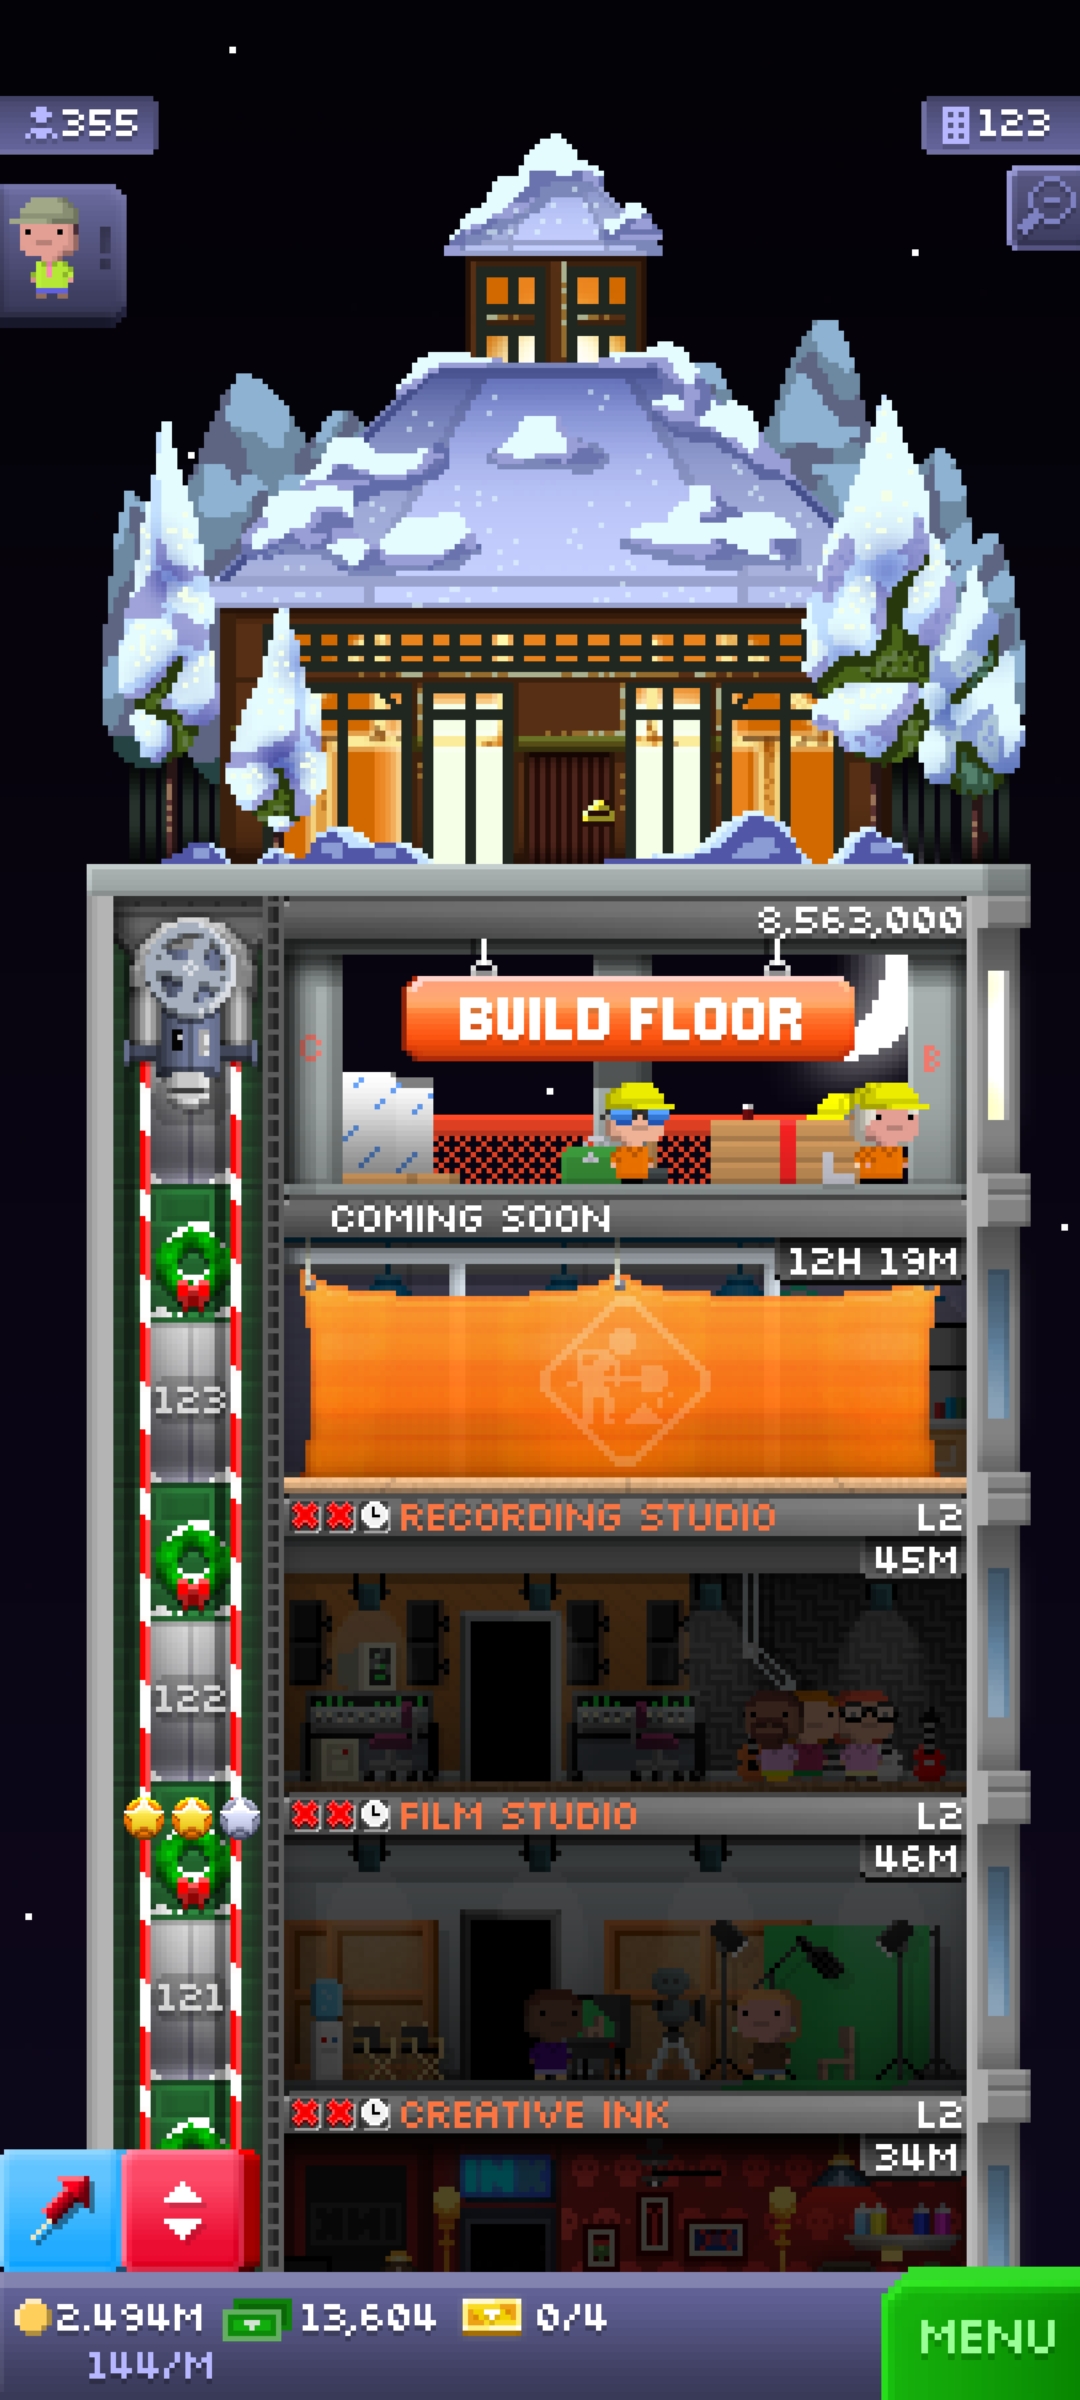 355
123
!
8,563,000
BUILD FLOOR
C
B
COMING SOON
12H 19M
123
RECORDING STUDIO L2
45M
122
FILM STUDIO L2
46M
121
CREATIVE INK L2
34M
INK
2.494M 13,604 0/4
144/M
MENU